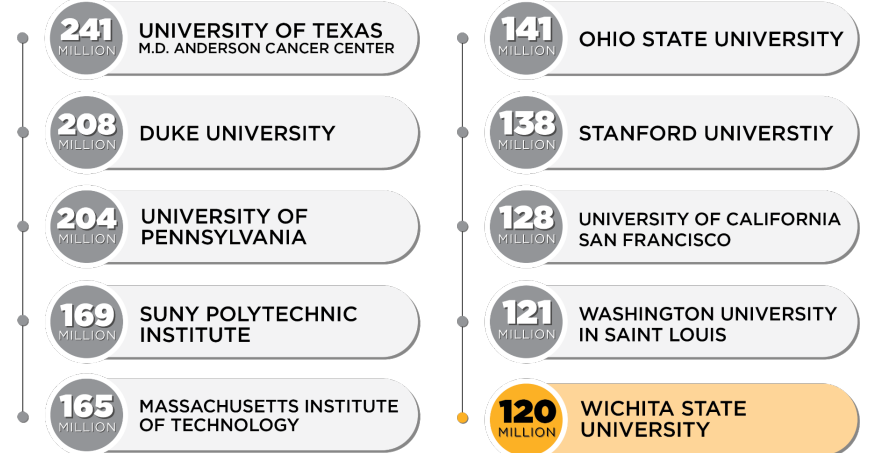 241
MILLION
UNIVERSITY OF TEXAS
M.D. ANDERSON CANCER CENTER
208
MILLION
DUKE UNIVERSITY
204
MILLION
UNIVERSITY OF
PENNSYLVANIA
169
MILLION
SUNY POLYTECHNIC
INSTITUTE
165
MILLION
MASSACHUSETTS INSTITUTE
OF TECHNOLOGY
141
MILLION
OHIO STATE UNIVERSITY
138
MILLION
STANFORD UNIVERSTIY
128
MILLION
UNIVERSITY OF CALIFORNIA
SAN FRANCISCO
121
MILLION
WASHINGTON UNIVERSITY
IN SAINT LOUIS
120
MILLION
WICHITA STATE
UNIVERSITY